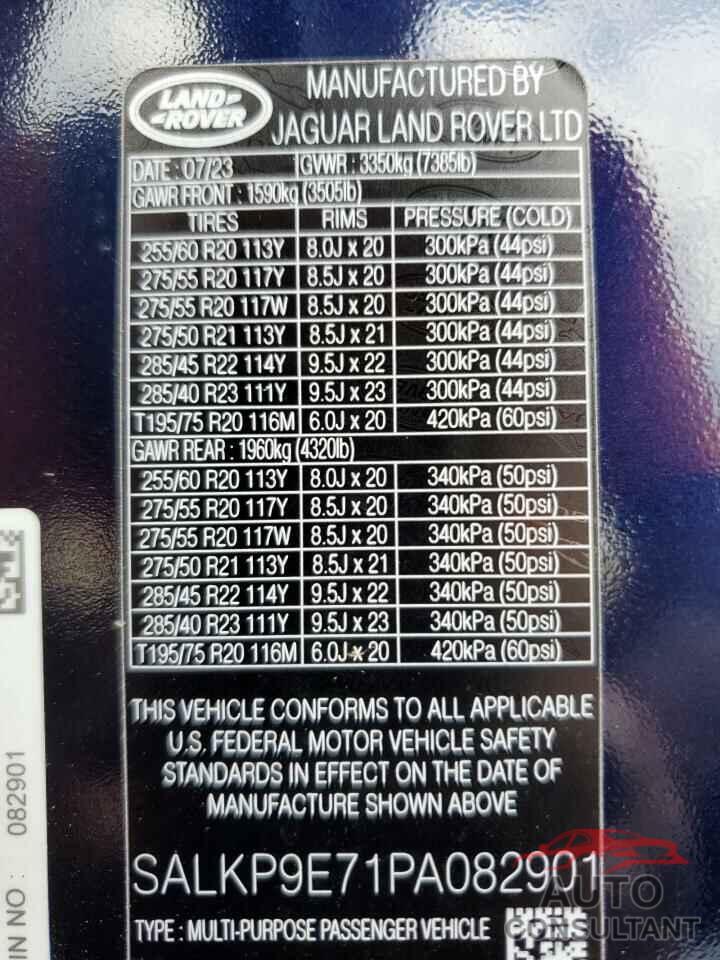 LAND
ROVER
MANUFACTURED BY
JAGUAR LAND ROVER LTD
DATE : 07/23 GVWR : 3350kg (7385lb)
GAWR FRONT : 1590kg (3505lb)
TIRES RIMS PRESSURE (COLD)
255/60 R20 113Y 8.0J x 20 300kPa (44psi)
275/55 R20 117Y 8.5J x 20 300kPa (44psi)
275/55 R20 117W 8.5J x 20 300kPa (44psi)
275/50 R21 113Y 8.5J x 21 300kPa (44psi)
285/45 R22 114Y 9.5J x 22 300kPa (44psi)
285/40 R23 111Y 9.5J x 23 300kPa (44psi)
T195/75 R20 116M 6.0J x 20 420kPa (60psi)
GAWR REAR : 1960kg (4320lb)
255/60 R20 113Y 8.0J x 20 340kPa (50psi)
275/55 R20 117Y 8.5J x 20 340kPa (50psi)
275/55 R20 117W 8.5J x 20 340kPa (50psi)
275/50 R21 113Y 8.5J x 21 340kPa (50psi)
285/45 R22 114Y 9.5J x 22 340kPa (50psi)
285/40 R23 111Y 9.5J x 23 340kPa (50psi)
T195/75 R20 116M 6.0J x 20 420kPa (60psi)
THIS VEHICLE CONFORMS TO ALL APPLICABLE
U.S. FEDERAL MOTOR VEHICLE SAFETY
STANDARDS IN EFFECT ON THE DATE OF
MANUFACTURE SHOWN ABOVE
SALKP9E71PA082901
TYPE : MULTI-PURPOSE PASSENGER VEHICLE
IN NO : 082901
AUTO
CONSULTANT